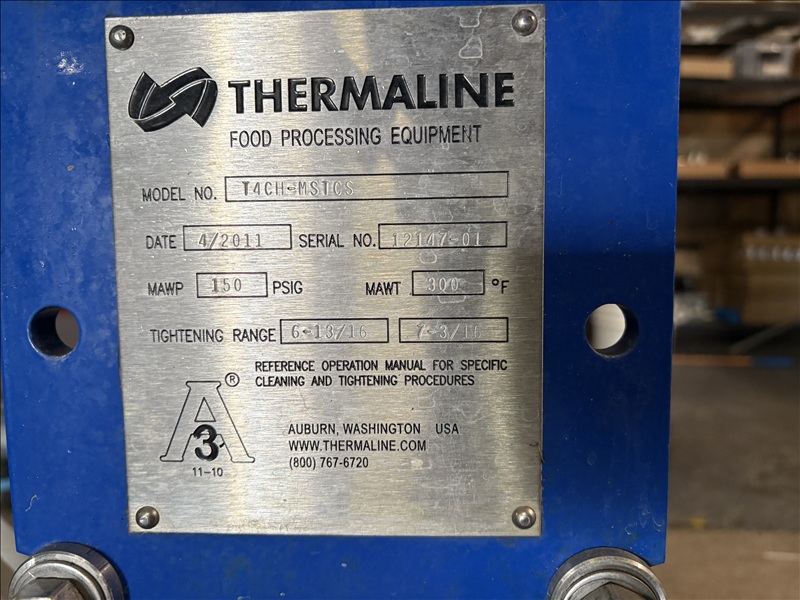 THERMALINE
FOOD PROCESSING EQUIPMENT
MODEL NO. T4CH-MSTCS
DATE 4/2011 SERIAL NO. 12147-01
MAWP 150 PSIG MAWT 300 °F
TIGHTENING RANGE 6-13/16 7-3/16
REFERENCE OPERATION MANUAL FOR SPECIFIC
CLEANING AND TIGHTENING PROCEDURES
A ®
3
11-10
AUBURN, WASHINGTON USA
WWW.THERMALINE.COM
(800) 767-6720